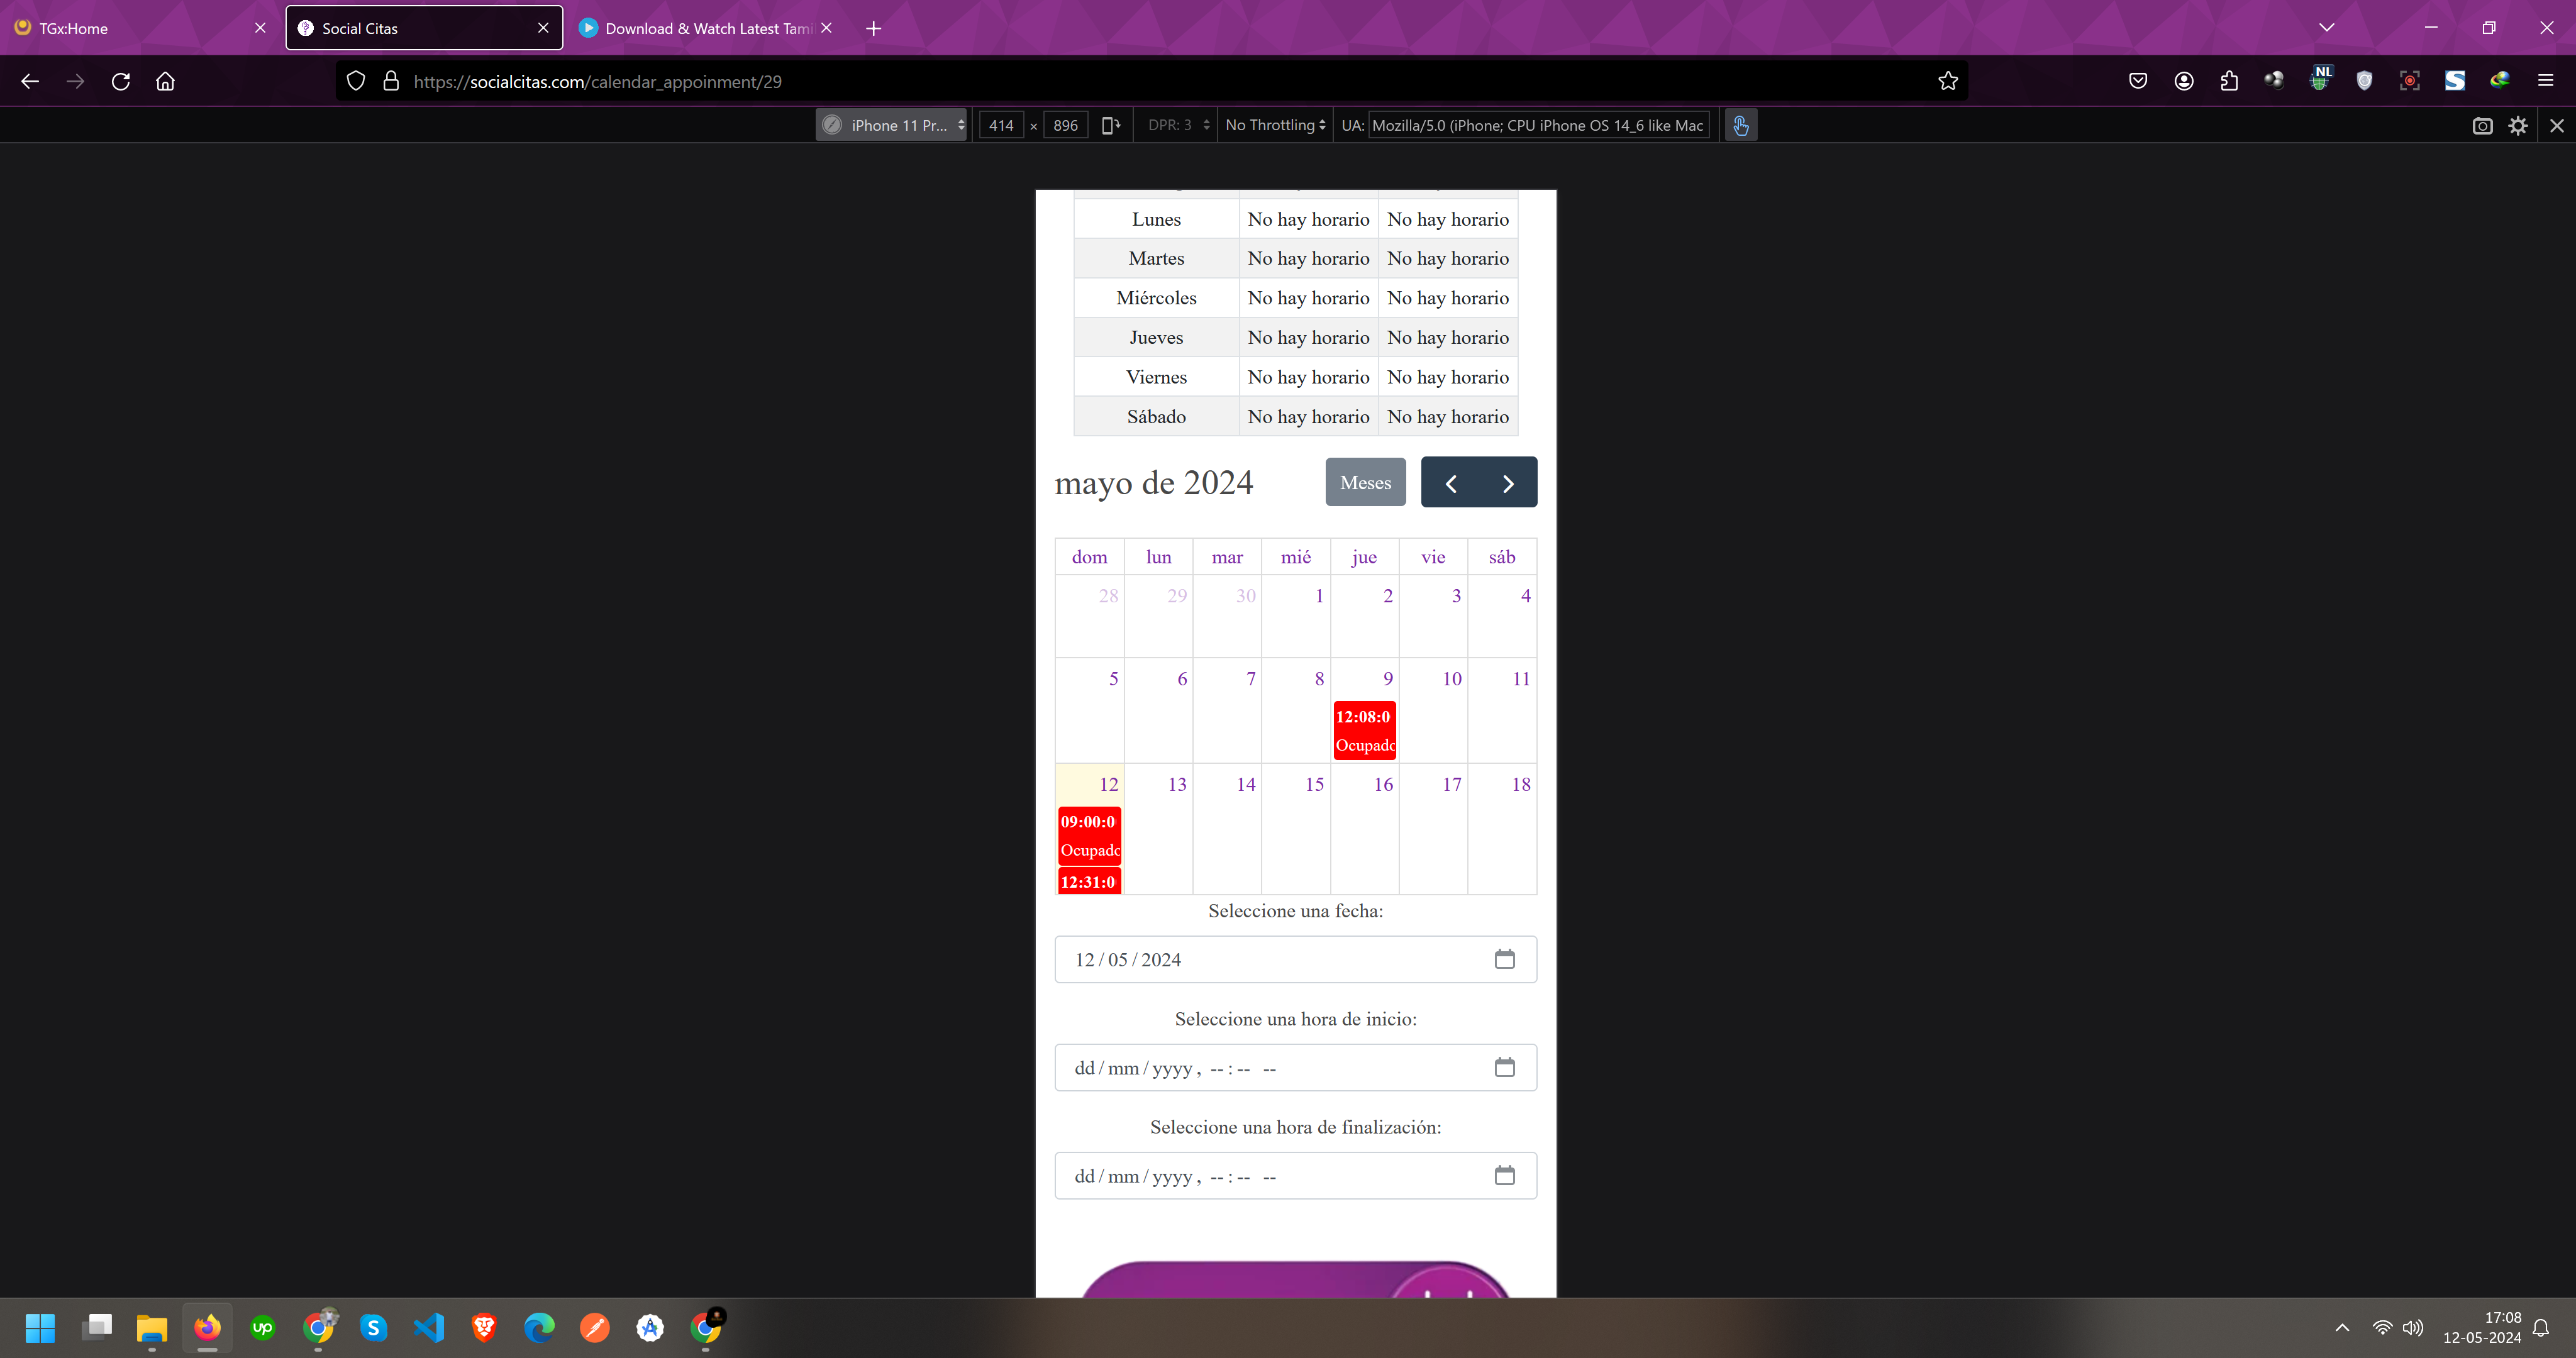 TGx:Home
Social Citas
Download & Watch Latest Tami
https://socialcitas.com/calendar_appoinment/29
NL
iPhone 11 Pr...
414 × 896
DPR: 3
No Throttling
UA: Mozilla/5.0 (iPhone; CPU iPhone OS 14_6 like Mac
Lunes No hay horario No hay horario
Martes No hay horario No hay horario
Miércoles No hay horario No hay horario
Jueves No hay horario No hay horario
Viernes No hay horario No hay horario
Sábado No hay horario No hay horario
mayo de 2024
Meses
dom lun mar mié jue vie sáb
28 29 30 1 2 3 4
5 6 7 8 9 10 11
12:08:0
Ocupado
12 13 14 15 16 17 18
09:00:0
Ocupado
12:31:0
Seleccione una fecha:
12/05/2024
Seleccione una hora de inicio:
dd/mm/yyyy, --:-- --
Seleccione una hora de finalización:
dd/mm/yyyy, --:-- --
up
S
17:08
12-05-2024